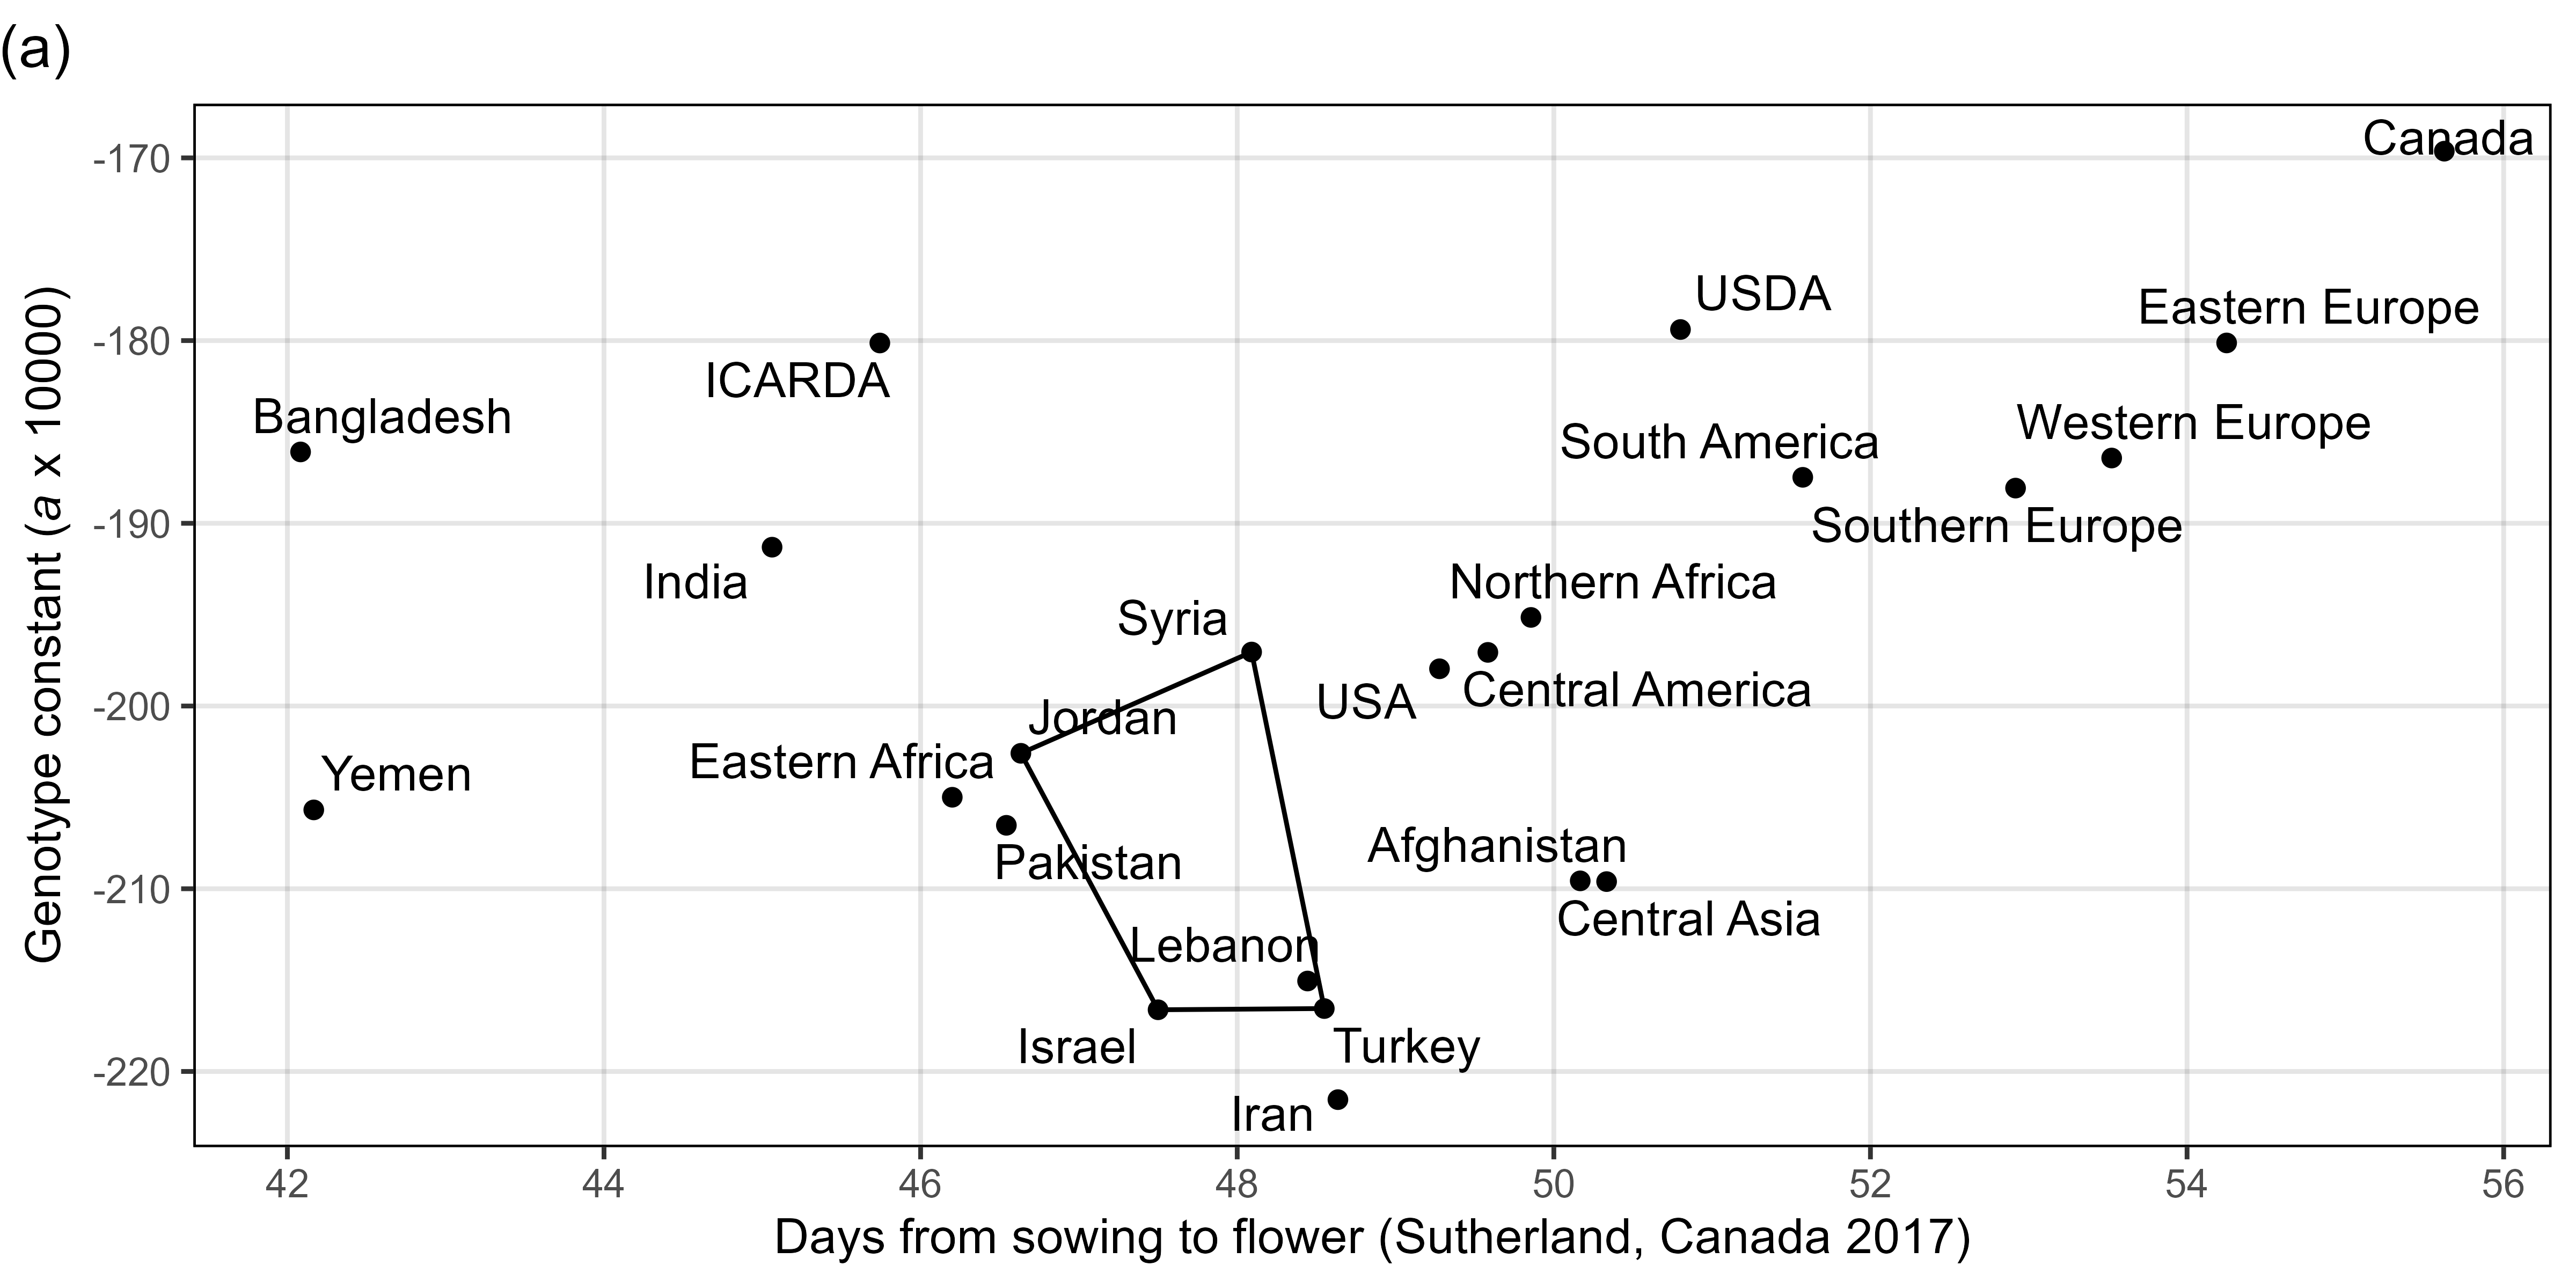 (a)
Genotype constant (a x 10000)
-170
-180
-190
-200
-210
-220
Canada
USDA
Eastern Europe
ICARDA
Bangladesh
Western Europe
South America
Southern Europe
India
Northern Africa
Syria
USA
Central America
Jordan
Eastern Africa
Yemen
Pakistan
Afghanistan
Central Asia
Lebanon
Israel
Turkey
Iran
42 44 46 48 50 52 54 56
Days from sowing to flower (Sutherland, Canada 2017)